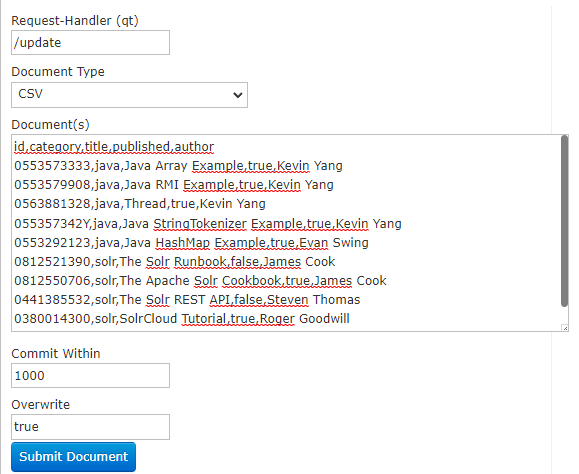 Request-Handler (qt)
/update
Document Type
CSV
Document(s)
id,category,title,published,author
0553573333,java,Java Array Example,true,Kevin Yang
0553579908,java,Java RMI Example,true,Kevin Yang
0563881328,java,Thread,true,Kevin Yang
055357342Y,java,Java StringTokenizer Example,true,Kevin Yang
0553292123,java,Java HashMap Example,true,Evan Swing
0812521390,solr,The Solr Runbook,false,James Cook
0812550706,solr,The Apache Solr Cookbook,true,James Cook
0441385532,solr,The Solr REST API,false,Steven Thomas
0380014300,solr,SolrCloud Tutorial,true,Roger Goodwill
Commit Within
1000
Overwrite
true
Submit Document